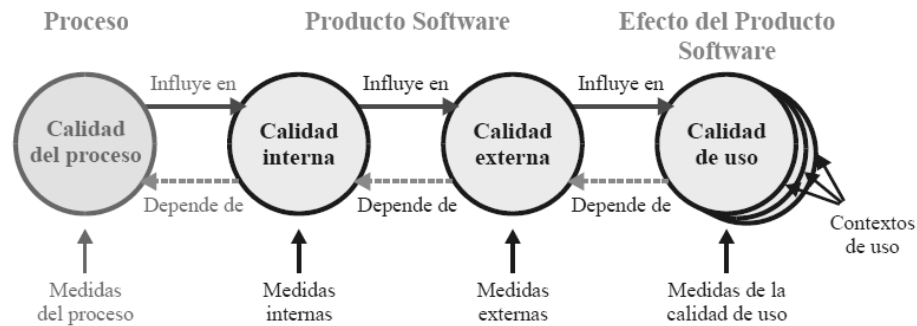 Proceso
Producto Software
Efecto del Producto
Software
Influye en
Influye en
Influye en
Calidad
del proceso
Calidad
interna
Calidad
externa
Calidad
de uso
Depende de
Depende de
Depende de
Contextos
de uso
Medidas
del proceso
Medidas
internas
Medidas
externas
Medidas de la
calidad de uso